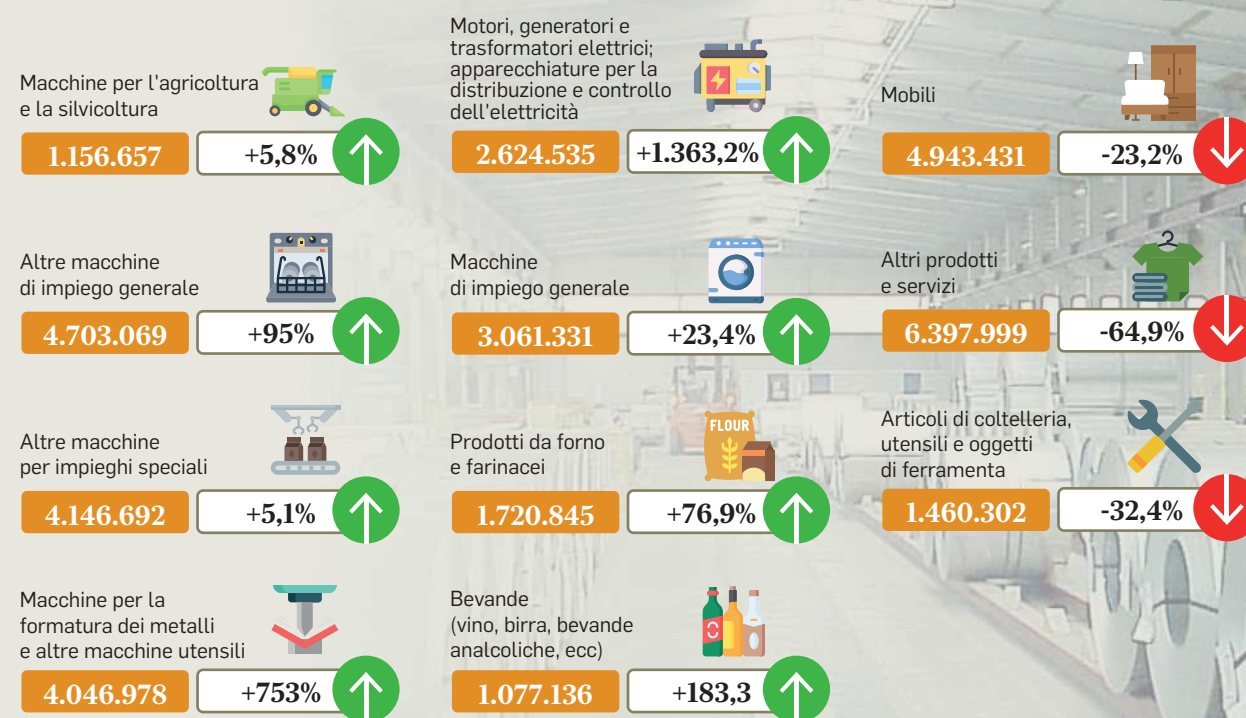 Macchine per l'agricoltura
e la silvicoltura
1.156.657
+5,8%
Altre macchine
di impiego generale
4.703.069
+95%
Altre macchine
per impieghi speciali
4.146.692
+5,1%
Macchine per la
formatura dei metalli
e altre macchine utensili
4.046.978
+753%
Motori, generatori e
trasformatori elettrici;
apparecchiature per la
distribuzione e controllo
dell'elettricità
2.624.535
+1.363,2%
Macchine
di impiego generale
3.061.331
+23,4%
Prodotti da forno
e farinacei
FLOUR
1.720.845
+76,9%
Bevande
(vino, birra, bevande
analcoliche, ecc)
1.077.136
+183,3
Mobili
4.943.431
-23,2%
Altri prodotti
e servizi
6.397.999
-64,9%
Articoli di coltelleria,
utensili e oggetti
di ferramenta
1.460.302
-32,4%